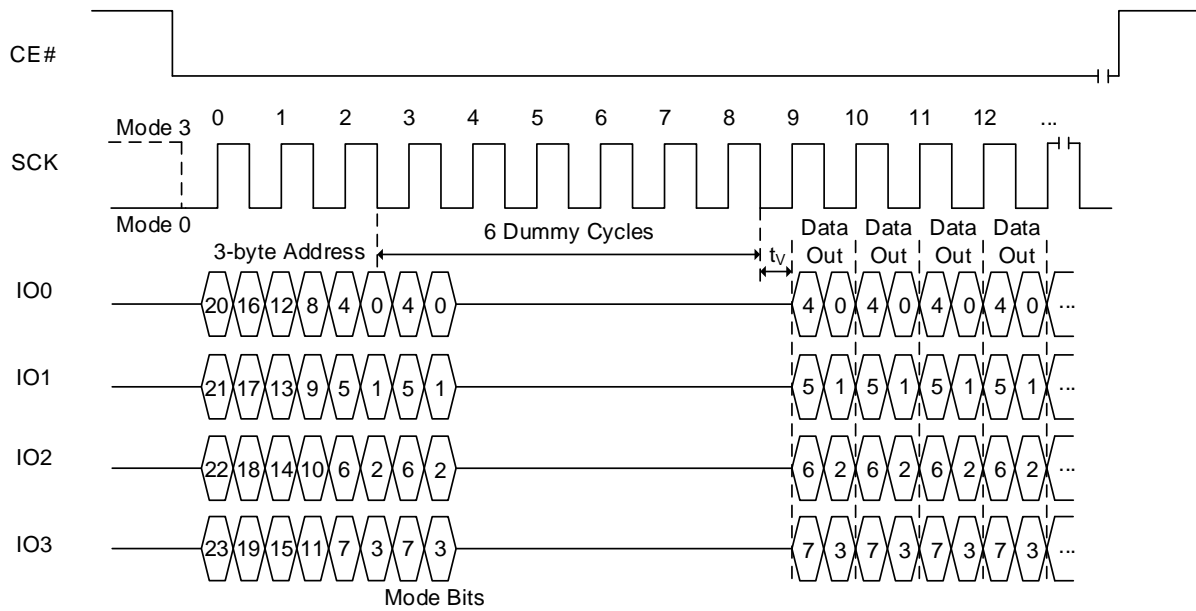 CE#
Mode 3
0 1 2 3 4 5 6 7 8 9 10 11 12 ...
SCK
Mode 0
6 Dummy Cycles
3-byte Address
tV
Data Out
Data Out
Data Out
Data Out
IO0
20 16 12 8 4 0 4 0 4 0 4 0 4 0 4 0 ...
IO1
21 17 13 9 5 1 5 1 5 1 5 1 5 1 5 1 ...
IO2
22 18 14 10 6 2 6 2 6 2 6 2 6 2 6 2 ...
IO3
23 19 15 11 7 3 7 3 7 3 7 3 7 3 7 3 ...
Mode Bits